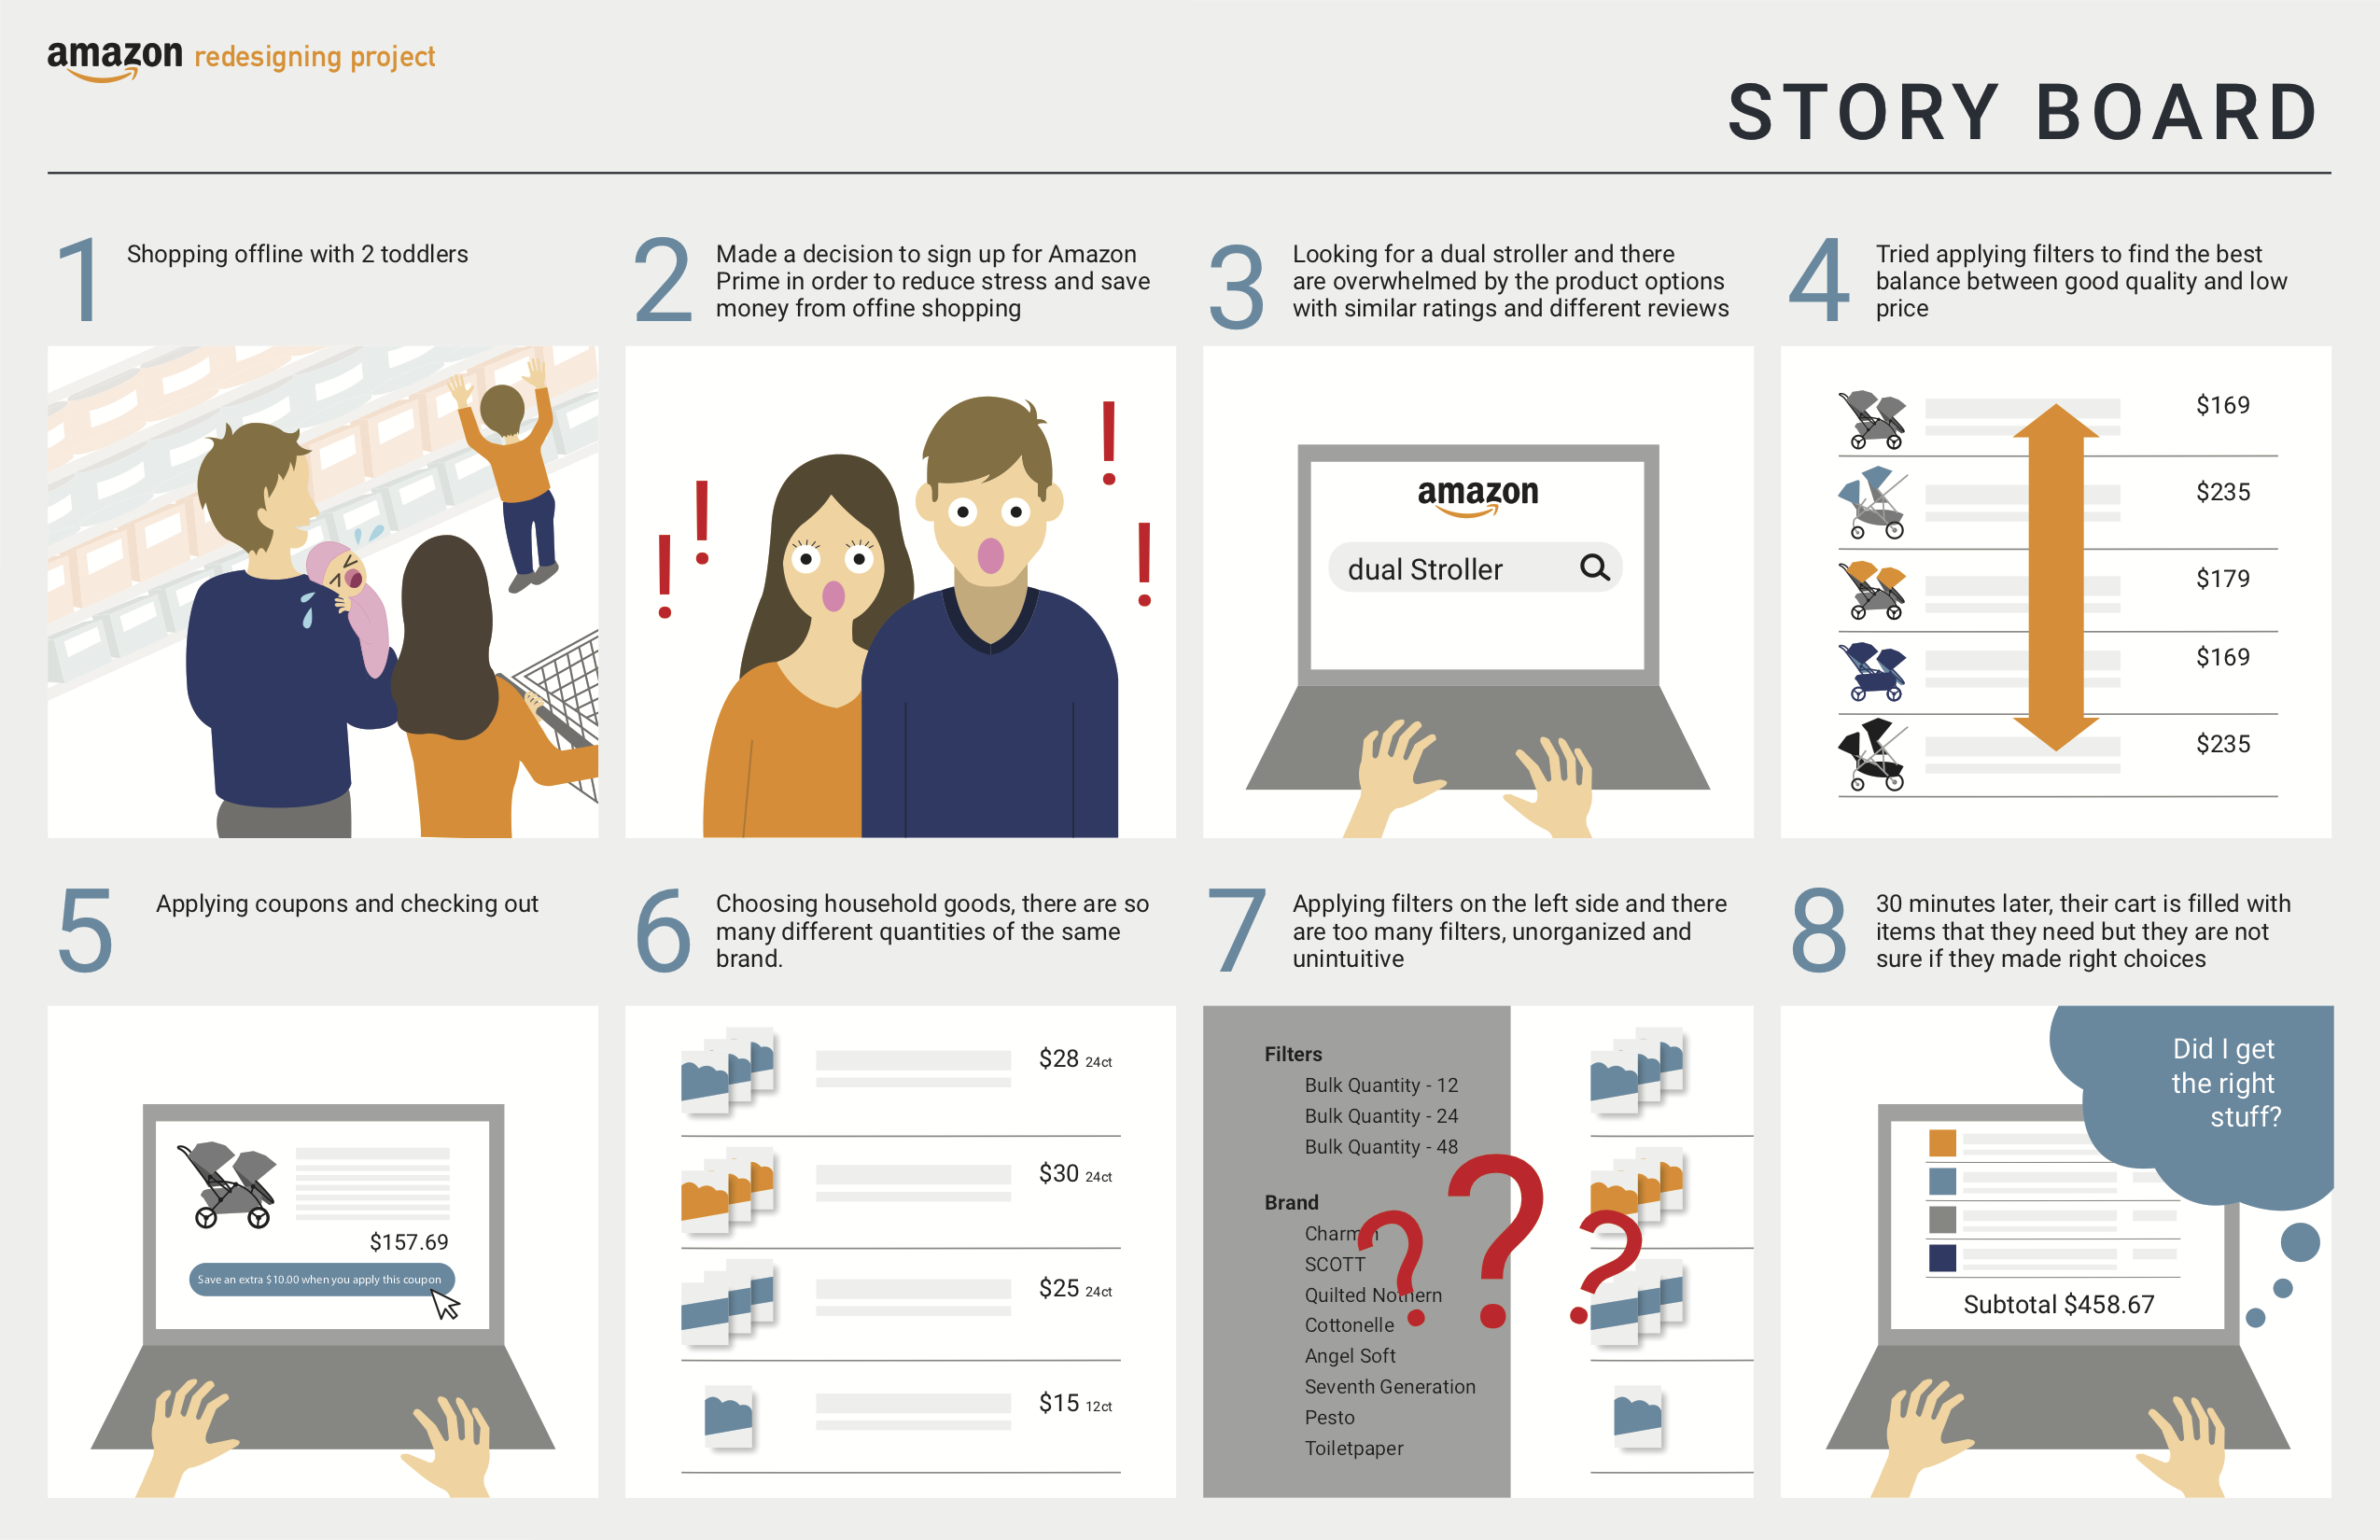 amazon redesigning project
STORY BOARD
1
Shopping offline with 2 toddlers
2
Made a decision to sign up for Amazon
Prime in order to reduce stress and save
money from offine shopping
3
Looking for a dual stroller and there
are overwhelmed by the product options
with similar ratings and different reviews
4
Tried applying filters to find the best
balance between good quality and low
price
! ! ! !
amazon
dual Stroller
$169
$235
$179
$169
$235
5
Applying coupons and checking out
6
Choosing household goods, there are so
many different quantities of the same
brand.
7
Applying filters on the left side and there
are too many filters, unorganized and
unintuitive
8
30 minutes later, their cart is filled with
items that they need but they are not
sure if they made right choices
$157.69
Save an extra $10.00 when you apply this coupon
$28 24ct
$30 24ct
$25 24ct
$15 12ct
Filters
Bulk Quantity - 12
Bulk Quantity - 24
Bulk Quantity - 48
Brand
Charmin
SCOTT
Quilted Nothern
Cottonelle
Angel Soft
Seventh Generation
Pesto
Toiletpaper
? ? ?
Did I get
the right
stuff?
Subtotal $458.67